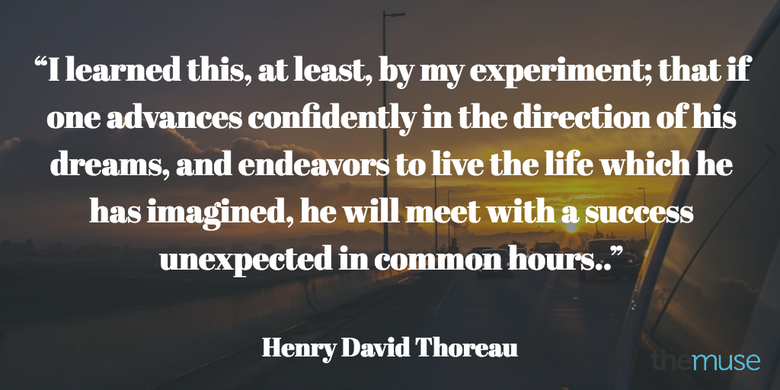 “I learned this, at least, by my experiment; that if
one advances confidently in the direction of his
dreams, and endeavors to live the life which he
has imagined, he will meet with a success
unexpected in common hours..”
Henry David Thoreau
themuse